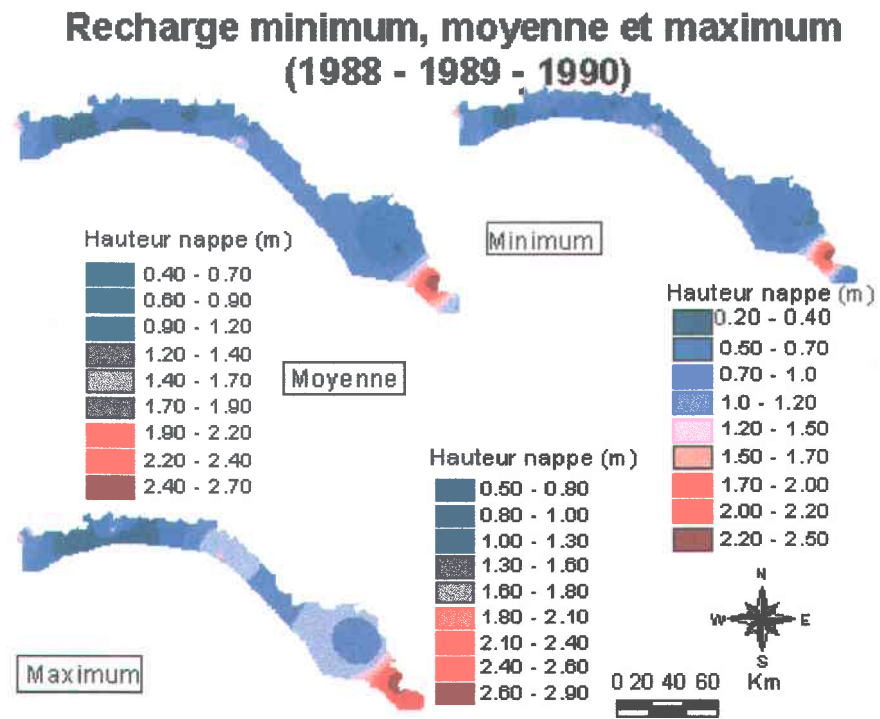 Recharge minimum, moyenne et maximum
(1988 - 1989 - 1990)
Minimum
Hauteur nappe (m)
0.40 - 0.70
0.60 - 0.90
0.90 - 1.20
1.20 - 1.40
1.40 - 1.70
1.70 - 1.90
1.90 - 2.20
2.20 - 2.40
2.40 - 2.70
Moyenne
Hauteur nappe (m)
0.20 - 0.40
0.50 - 0.70
0.70 - 1.0
1.0 - 1.20
1.20 - 1.50
1.50 - 1.70
1.70 - 2.00
2.00 - 2.20
2.20 - 2.50
Hauteur nappe (m)
0.50 - 0.80
0.80 - 1.00
1.00 - 1.30
1.30 - 1.60
1.60 - 1.80
1.80 - 2.10
2.10 - 2.40
2.40 - 2.60
2.60 - 2.90
Maximum
N
W E
S
0 20 40 60 Km